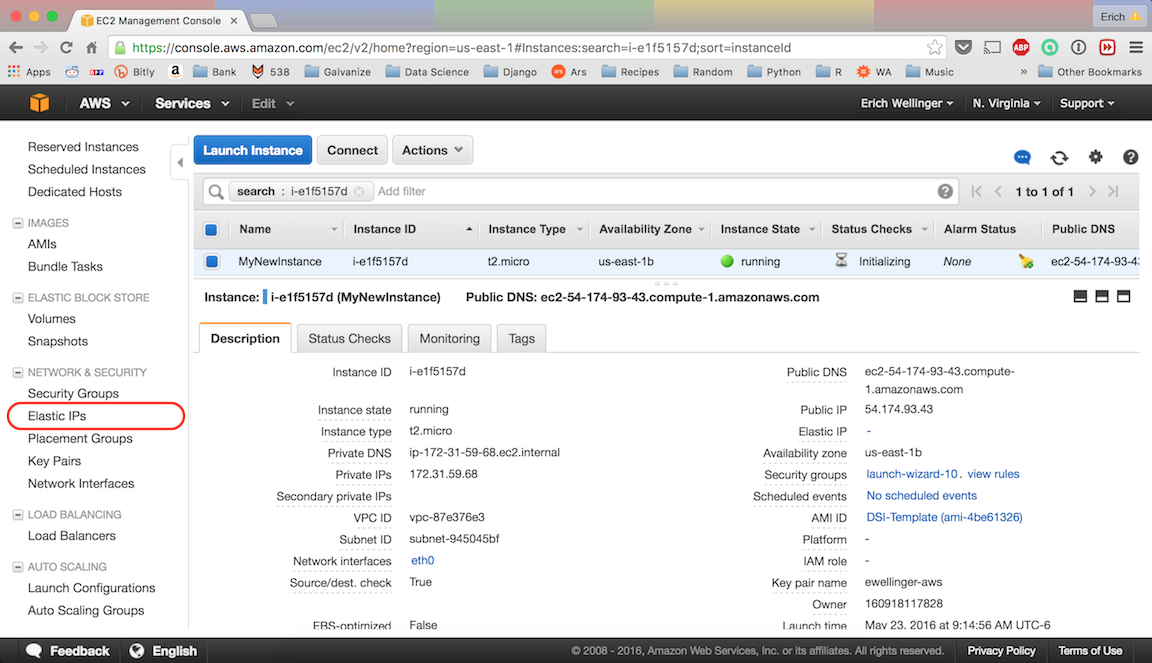 EC2 Management Console
Erich
https://console.aws.amazon.com/ec2/v2/home?region=us-east-1#Instances:search=i-e1f5157d;sort=instanceId
ABP
Apps
Bitly
Bank
538
Galvanize
Data Science
Django
Ars
Recipes
Random
Python
R
WA
Music
»
Other Bookmarks
AWS
Services
Edit
Erich Wellinger
N. Virginia
Support
Reserved Instances
Scheduled Instances
Dedicated Hosts
IMAGES
AMIs
Bundle Tasks
ELASTIC BLOCK STORE
Volumes
Snapshots
NETWORK & SECURITY
Security Groups
Elastic IPs
Placement Groups
Key Pairs
Network Interfaces
LOAD BALANCING
Load Balancers
AUTO SCALING
Launch Configurations
Auto Scaling Groups
Launch Instance
Connect
Actions
search : i-e1f5157d
Add filter
1 to 1 of 1
Name
Instance ID
Instance Type
Availability Zone
Instance State
Status Checks
Alarm Status
Public DNS
MyNewInstance
i-e1f5157d
t2.micro
us-east-1b
running
Initializing
None
ec2-54-174-93-43
Instance: i-e1f5157d (MyNewInstance)
Public DNS: ec2-54-174-93-43.compute-1.amazonaws.com
Description
Status Checks
Monitoring
Tags
Instance ID i-e1f5157d
Instance state running
Instance type t2.micro
Private DNS ip-172-31-59-68.ec2.internal
Private IPs 172.31.59.68
Secondary private IPs
VPC ID vpc-87e376e3
Subnet ID subnet-945045bf
Network interfaces eth0
Source/dest. check True
EBS-optimized False
Public DNS ec2-54-174-93-43.compute-
1.amazonaws.com
Public IP 54.174.93.43
Elastic IP -
Availability zone us-east-1b
Security groups launch-wizard-10. view rules
Scheduled events No scheduled events
AMI ID DSI-Template (ami-4be61326)
Platform -
IAM role -
Key pair name ewellinger-aws
Owner 160918117828
Launch time May 23, 2016 at 9:14:56 AM UTC-6
Feedback
English
© 2008 - 2016, Amazon Web Services, Inc. or its affiliates. All rights reserved.
Privacy Policy
Terms of Use